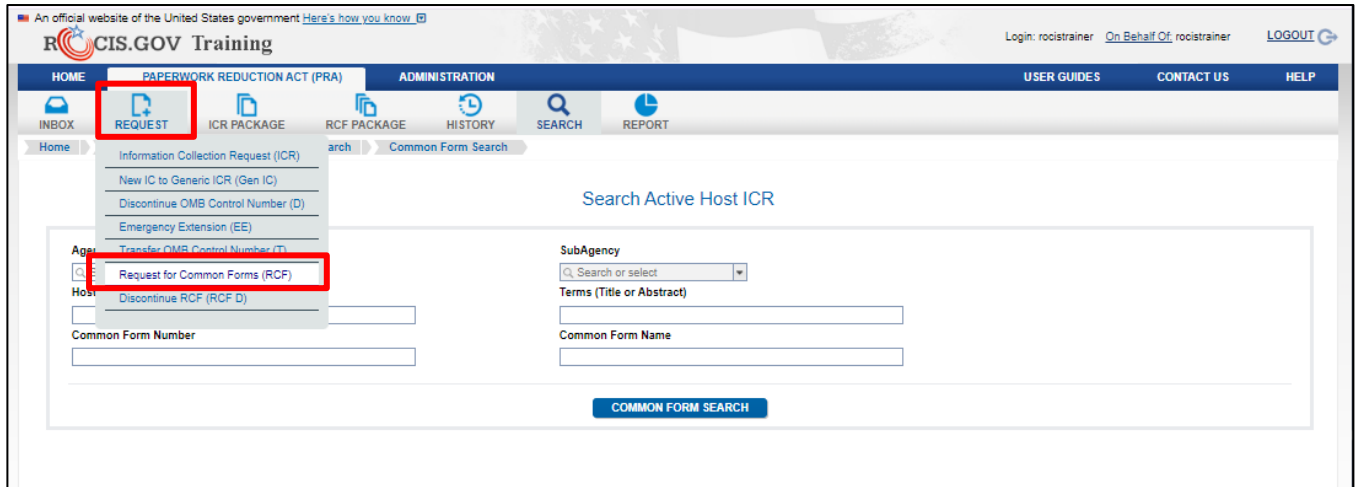 An official website of the United States government Here's how you know
ROCIS.GOV Training
Login: rocistrainer On Behalf Of: rocistrainer LOGOUT
HOME PAPERWORK REDUCTION ACT (PRA) ADMINISTRATION USER GUIDES CONTACT US HELP
INBOX REQUEST ICR PACKAGE RCF PACKAGE HISTORY SEARCH REPORT
Home arch Common Form Search
Information Collection Request (ICR)
New IC to Generic ICR (Gen IC)
Discontinue OMB Control Number (D)
Emergency Extension (EE)
Transfer OMB Control Number (T)
Request for Common Forms (RCF)
Discontinue RCF (RCF D)
Search Active Host ICR
Age
SubAgency
Search or select
Host
Terms (Title or Abstract)
Common Form Number
Common Form Name
COMMON FORM SEARCH